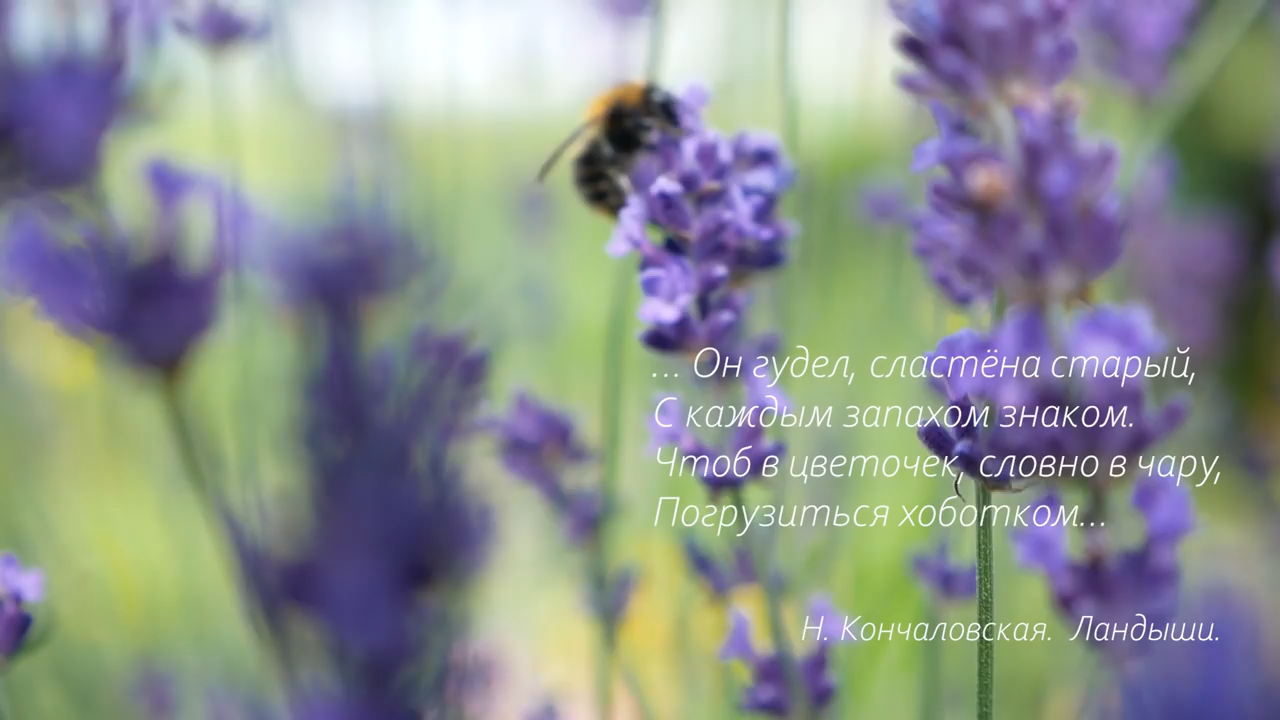 ... Он гудел, сластёна старый,
С каждым запахом знаком.
Чтоб в цветочек, словно в чару,
Погрузиться хоботком...
Н. Кончаловская. Ландыши.